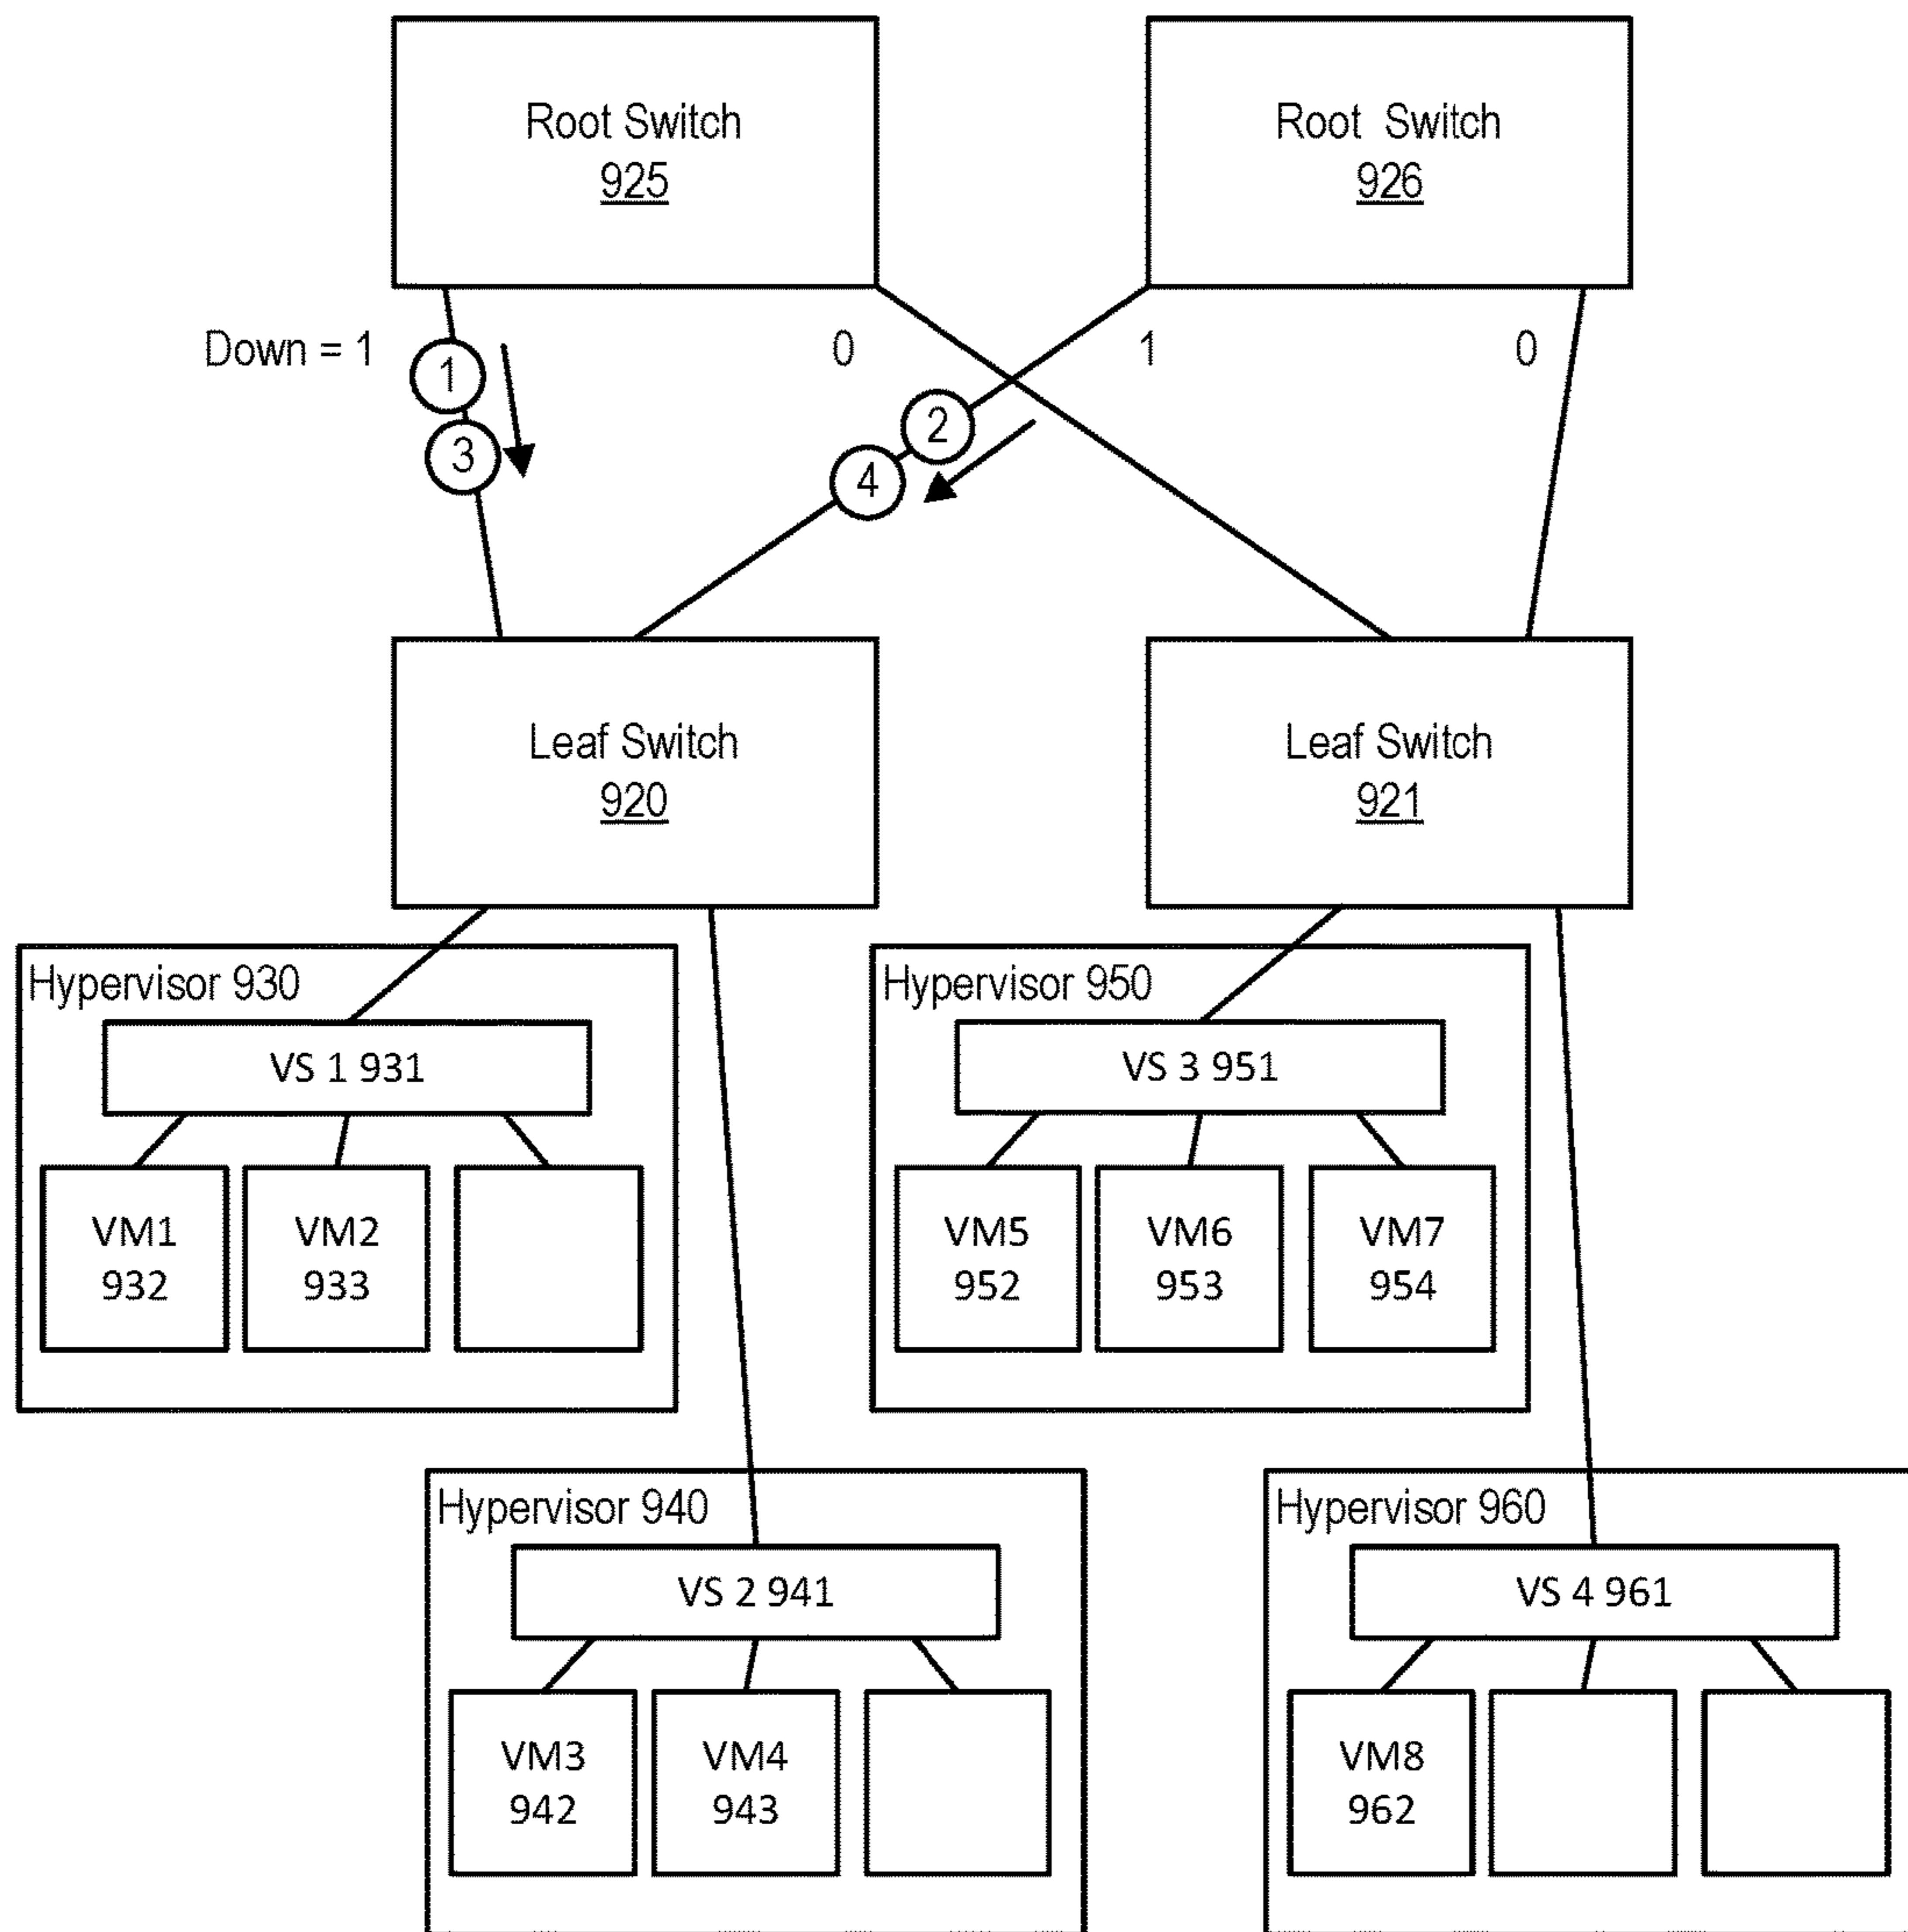 Root Switch
925
Root Switch
926
Down = 1
0
1
0
1
3
2
4
Leaf Switch
920
Leaf Switch
921
Hypervisor 930
VS 1 931
VM1
932
VM2
933
Hypervisor 950
VS 3 951
VM5
952
VM6
953
VM7
954
Hypervisor 940
VS 2 941
VM3
942
VM4
943
Hypervisor 960
VS 4 961
VM8
962